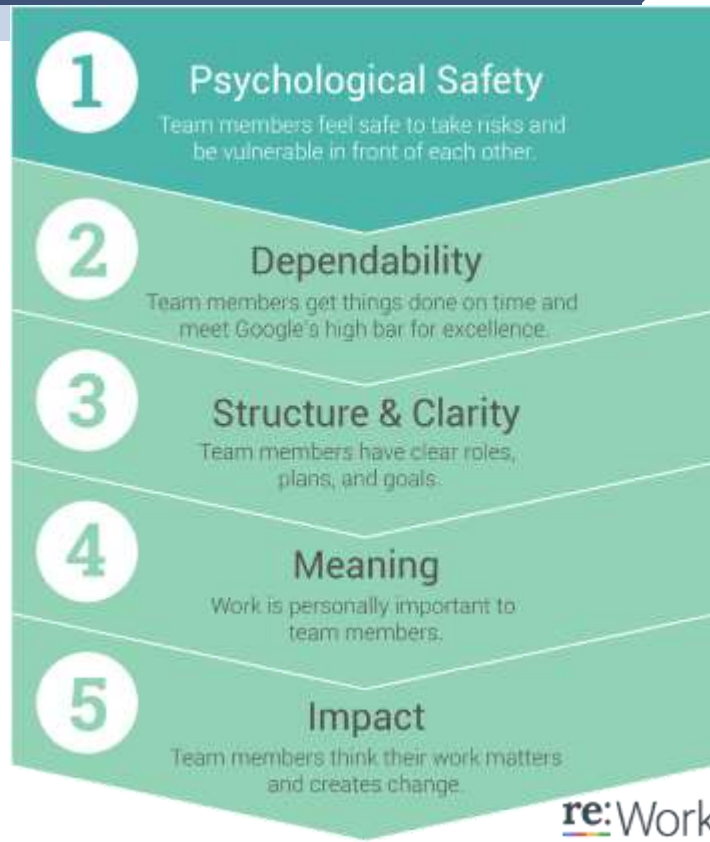 1
Psychological Safety
Team members feel safe to take risks and
be vulnerable in front of each other.
2
Dependability
Team members get things done on time and
meet Google's high bar for excellence.
3
Structure & Clarity
Team members have clear roles,
plans, and goals.
4
Meaning
Work is personally important to
team members.
5
Impact
Team members think their work matters
and creates change.
re:Work